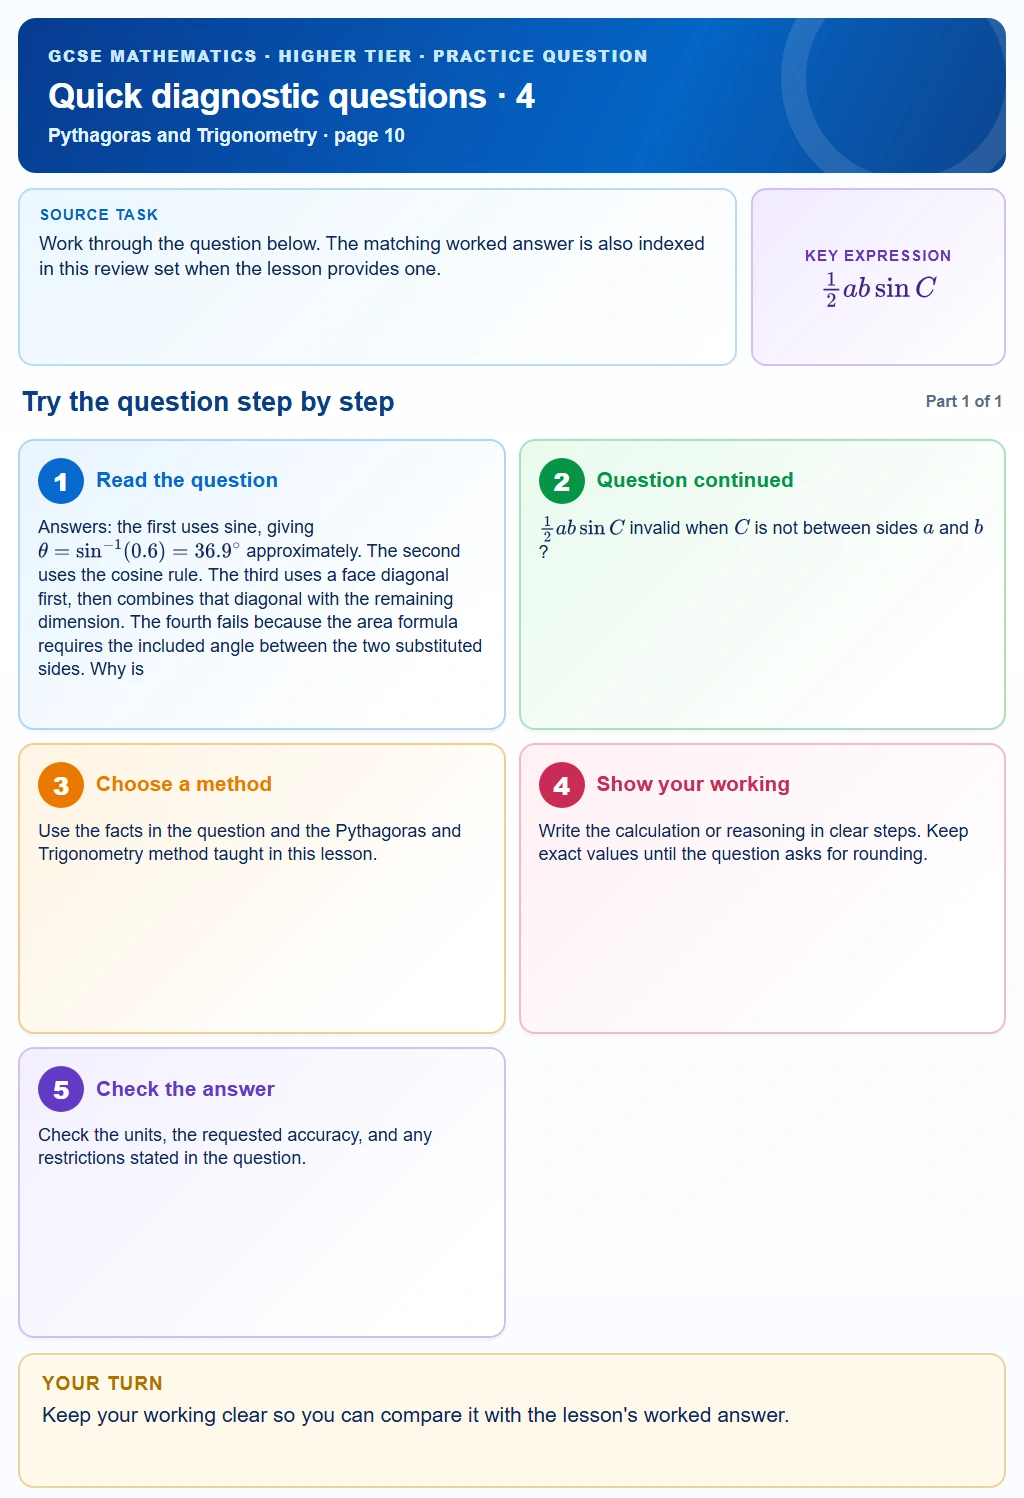 GCSE MATHEMATICS · HIGHER TIER · PRACTICE QUESTION
Quick diagnostic questions · 4
Pythagoras and Trigonometry · page 10
SOURCE TASK
Work through the question below. The matching worked answer is also indexed
in this review set when the lesson provides one.
KEY EXPRESSION
½ab sin C
Try the question step by step
Part 1 of 1
1 Read the question
Answers: the first uses sine, giving
θ = sin⁻¹(0.6) = 36.9° approximately. The second
uses the cosine rule. The third uses a face diagonal
first, then combines that diagonal with the remaining
dimension. The fourth fails because the area formula
requires the included angle between the two substituted
sides. Why is
2 Question continued
½ab sin C invalid when C is not between sides a and b
?
3 Choose a method
Use the facts in the question and the Pythagoras and
Trigonometry method taught in this lesson.
4 Show your working
Write the calculation or reasoning in clear steps. Keep
exact values until the question asks for rounding.
5 Check the answer
Check the units, the requested accuracy, and any
restrictions stated in the question.
YOUR TURN
Keep your working clear so you can compare it with the lesson's worked answer.